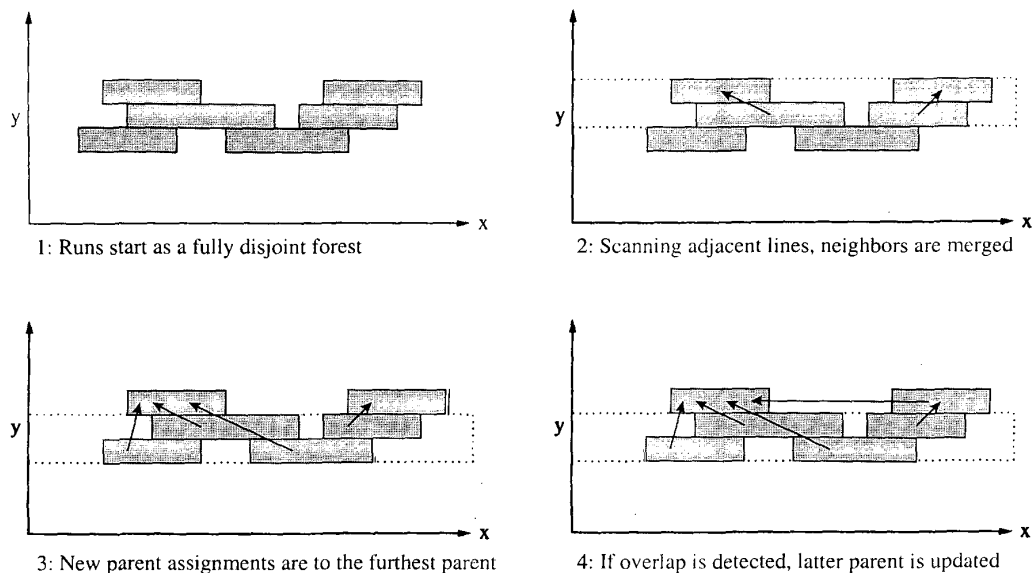 y
x
1: Runs start as a fully disjoint forest
y
x
2: Scanning adjacent lines, neighbors are merged
y
x
3: New parent assignments are to the furthest parent
y
x
4: If overlap is detected, latter parent is updated